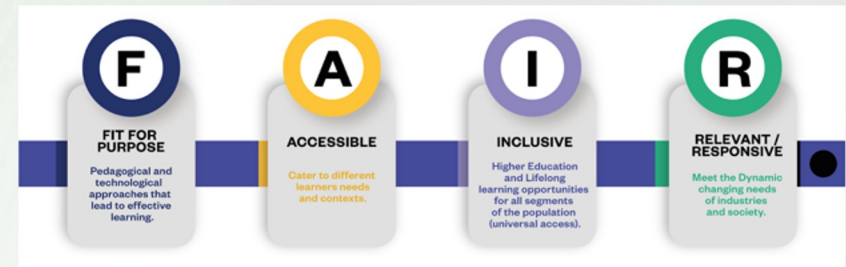 F
FIT FOR
PURPOSE
Pedagogical and
technological
approaches that
lead to effective
learning.
A
ACCESSIBLE
Cater to different
learners needs
and contexts.
I
INCLUSIVE
Higher Education
and Lifelong
learning opportunities
for all segments
of the population
(universal access).
R
RELEVANT /
RESPONSIVE
Meet the Dynamic
changing needs
of industries
and society.